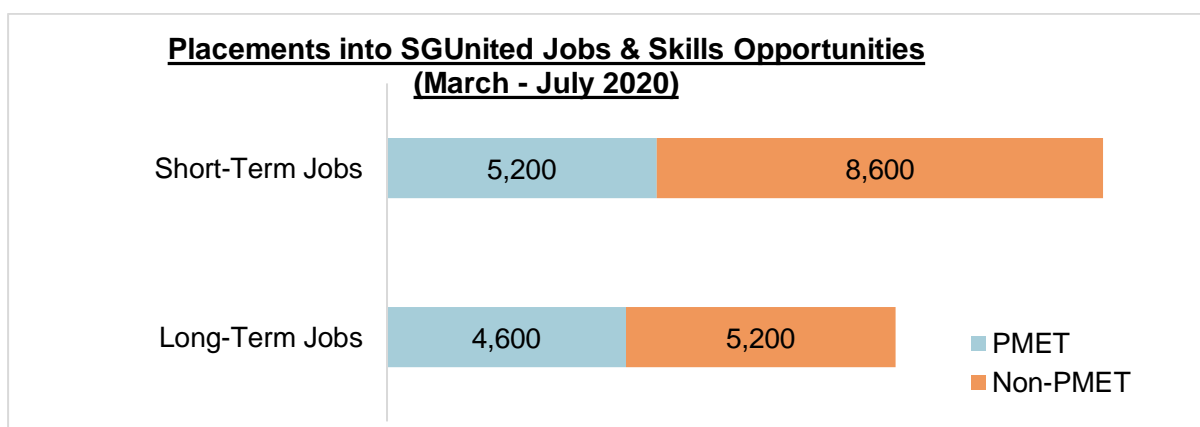 Placements into SGUnited Jobs & Skills Opportunities
(March - July 2020)
Short-Term Jobs
5,200
8,600
Long-Term Jobs
4,600
5,200
PMET
Non-PMET